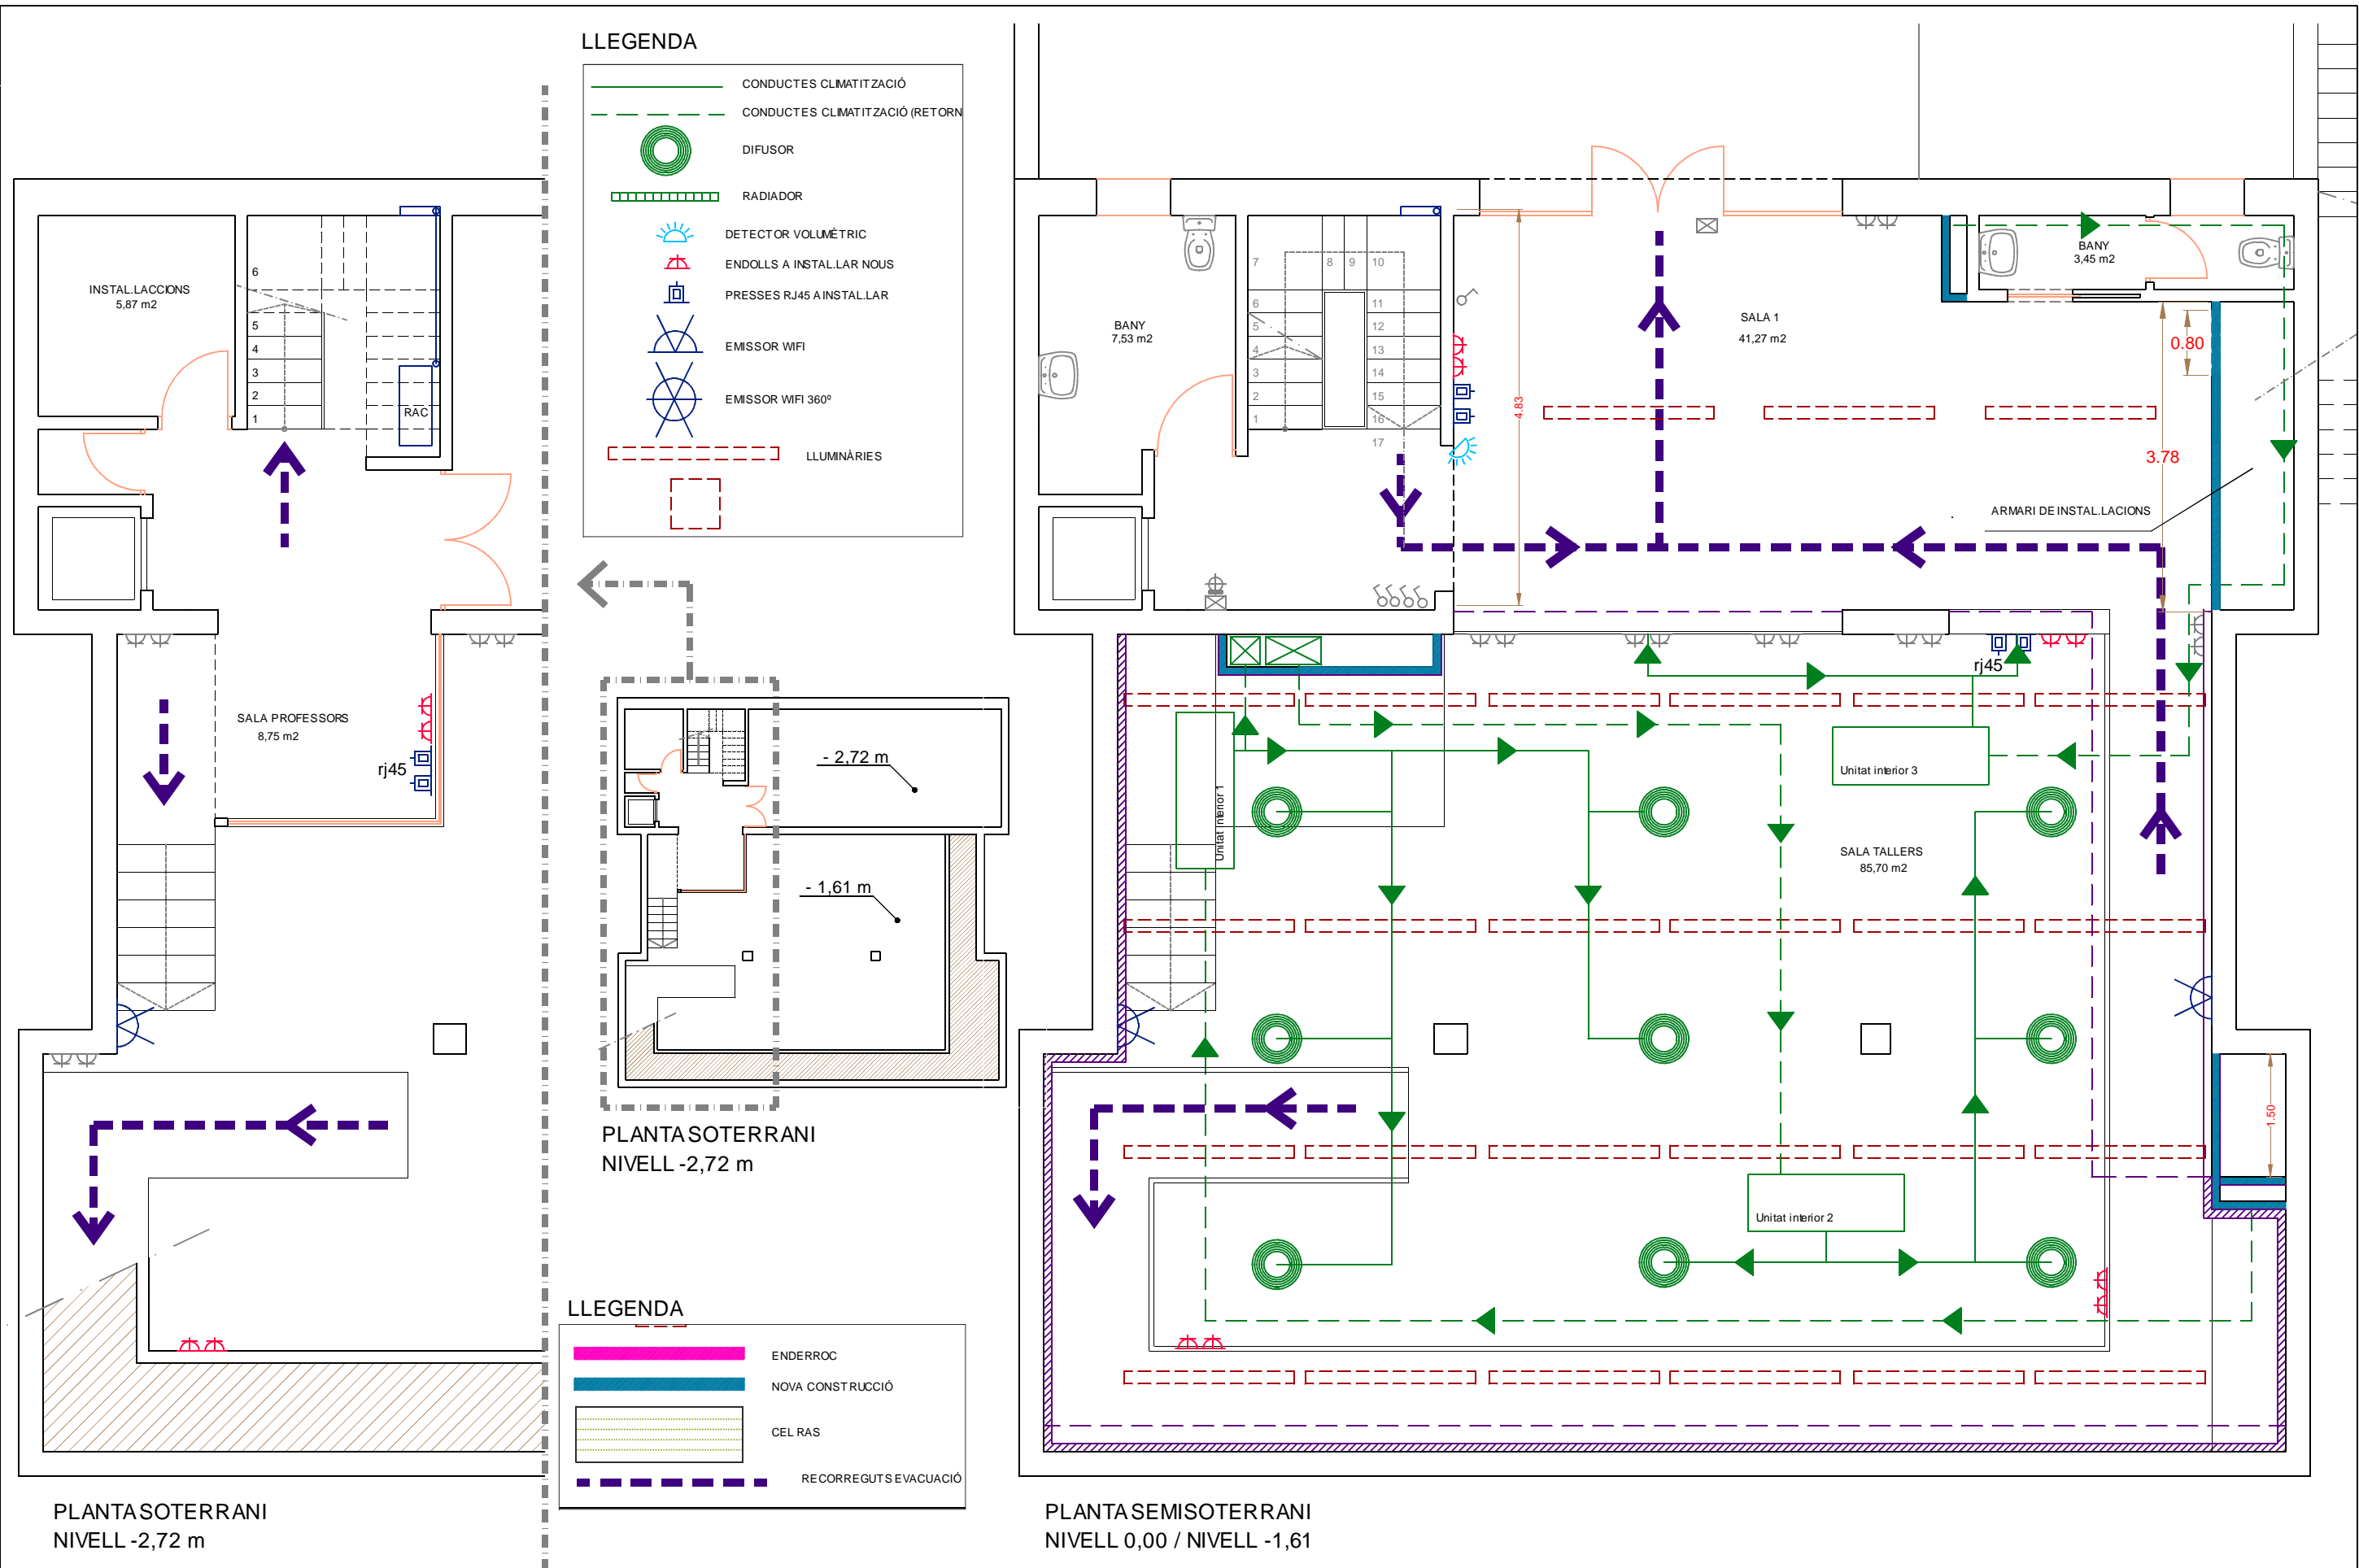 LLEGENDA
CONDUCTES CLIMATITZACIÓ
CONDUCTES CLIMATITZACIÓ (RETORN
DIFUSOR
RADIADOR
DETECTOR VOLUMÈTRIC
ENDOLLS A INSTAL.LAR NOUS
PRESSES RJ45 A INSTAL.LAR
EMISSOR WIFI
EMISSOR WIFI 360º
LLUMINÀRIES
INSTAL.LACCIONS
5,87 m2
6
5
4
3
2
1
RAC
SALA PROFESSORS
8,75 m2
rj45
PLANTA SOTERRANI
NIVELL -2,72 m
- 2,72 m
- 1,61 m
PLANTA SOTERRANI
NIVELL -2,72 m
LLEGENDA
ENDERROC
NOVA CONSTRUCCIÓ
CEL RAS
RECORREGUTS EVACUACIÓ
BANY
7,53 m2
7
8
9
10
6
11
5
12
4
13
3
14
2
15
1
16
17
4.83
SALA 1
41,27 m2
BANY
3,45 m2
0.80
3.78
ARMARI DE INSTAL.LACIONS
rj45
Unitat interior 1
Unitat interior 3
SALA TALLERS
85,70 m2
Unitat interior 2
1.50
PLANTA SEMISOTERRANI
NIVELL 0,00 / NIVELL -1,61